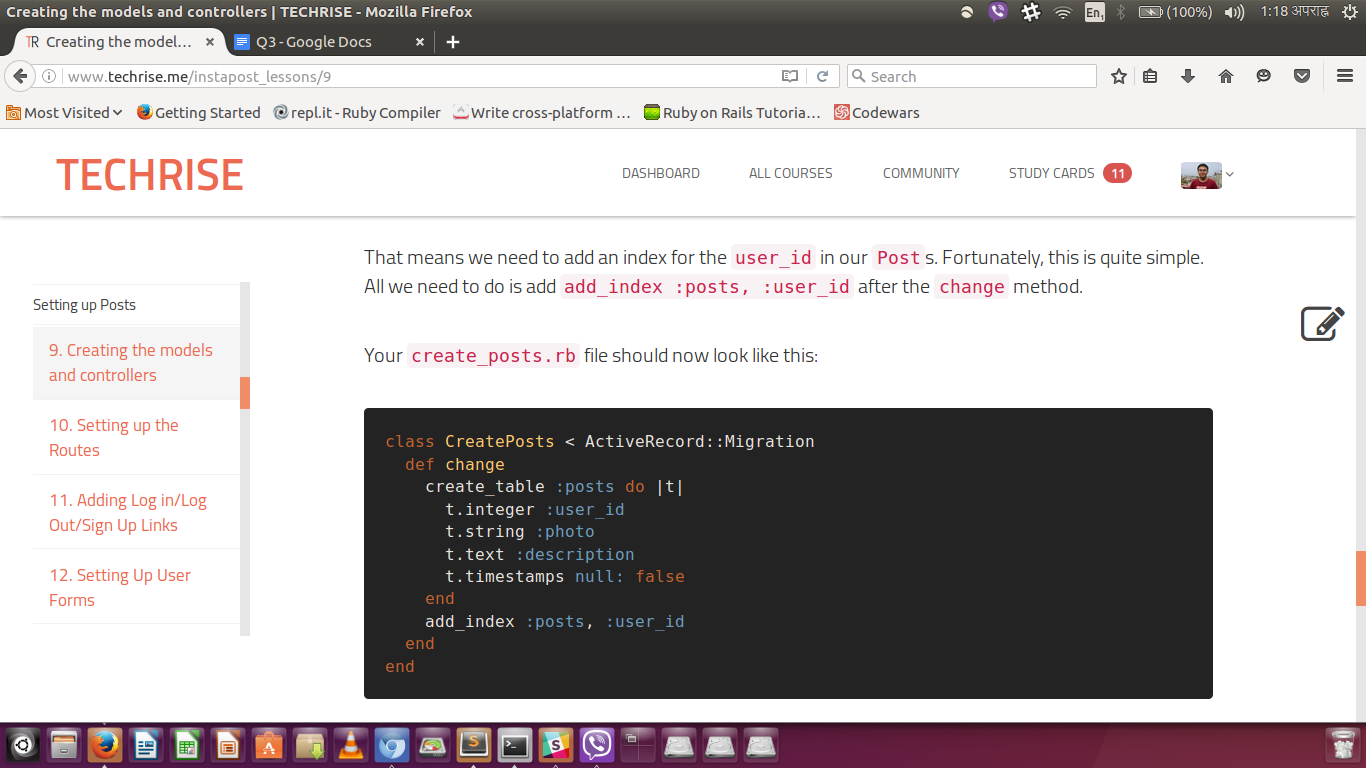 Creating the models and controllers | TECHRISE - Mozilla Firefox
En1
(100%)
1:18 अपराह्न
TR Creating the model… ×
Q3 - Google Docs ×
www.techrise.me/instapost_lessons/9
Search
Most Visited
Getting Started
repl.it - Ruby Compiler
Write cross-platform …
Ruby on Rails Tutoria…
Codewars
TECHRISE
DASHBOARD
ALL COURSES
COMMUNITY
STUDY CARDS 11
Setting up Posts
9. Creating the models
and controllers
10. Setting up the
Routes
11. Adding Log in/Log
Out/Sign Up Links
12. Setting Up User
Forms
That means we need to add an index for the user_id in our Post s. Fortunately, this is quite simple.
All we need to do is add add_index :posts, :user_id after the change method.
Your create_posts.rb file should now look like this:
class CreatePosts < ActiveRecord::Migration
  def change
    create_table :posts do |t|
      t.integer :user_id
      t.string :photo
      t.text :description
      t.timestamps null: false
    end
    add_index :posts, :user_id
  end
end